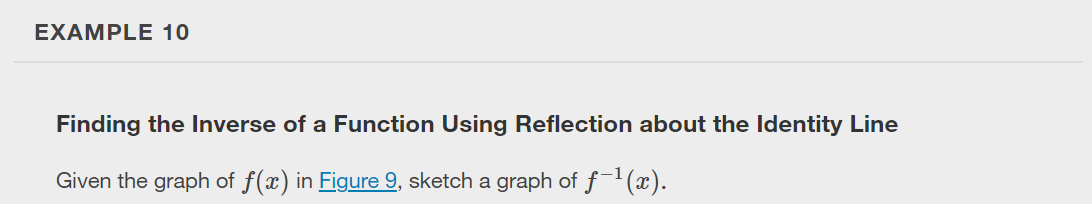 EXAMPLE 10
Finding the Inverse of a Function Using Reflection about the Identity Line
Given the graph of f(x) in Figure 9, sketch a graph of f⁻¹(x).